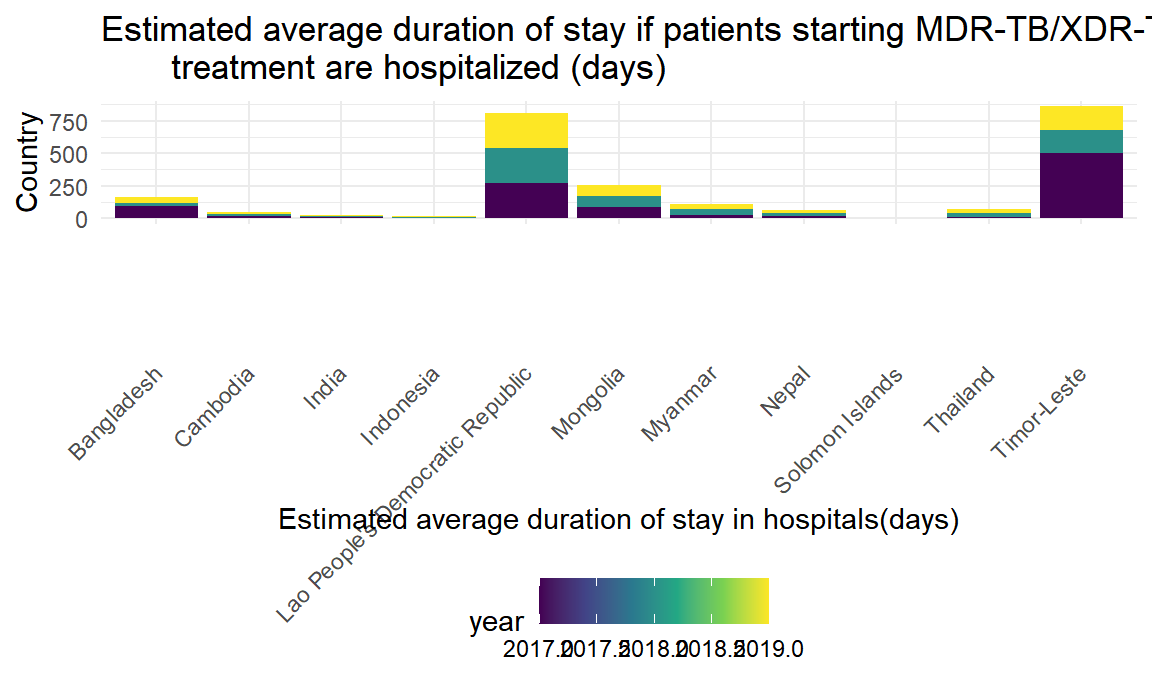 Estimated average duration of stay if patients starting MDR-TB/XDR-T
treatment are hospitalized (days)
Country
750
500
250
0
Bangladesh
Cambodia
India
Indonesia
Lao People's Democratic Republic
Mongolia
Myanmar
Nepal
Solomon Islands
Thailand
Timor-Leste
Estimated average duration of stay in hospitals(days)
year
2017.0 2017.5 2018.0 2018.5 2019.0